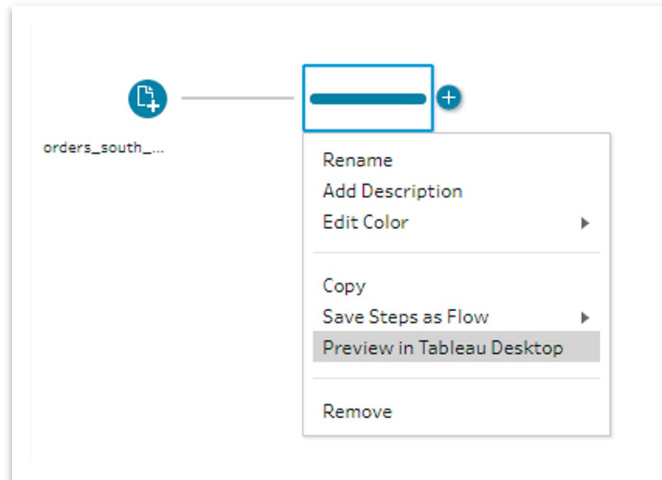 orders_south_...
Rename
Add Description
Edit Color
Copy
Save Steps as Flow
Preview in Tableau Desktop
Remove